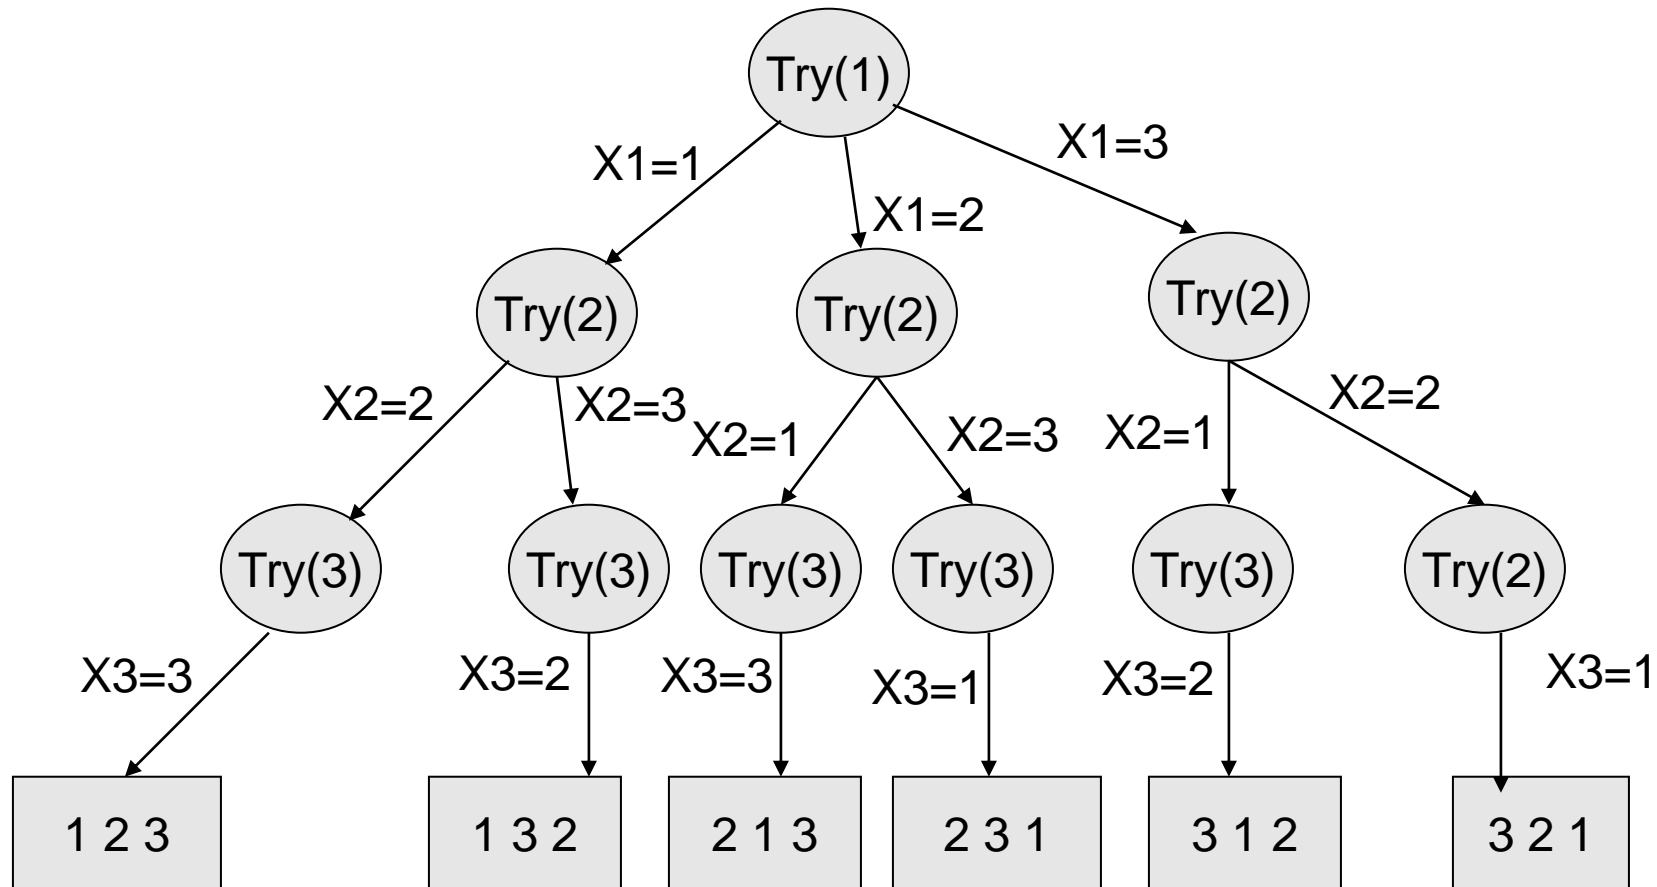 Try(1)
X1=1
X1=2
X1=3
Try(2)
Try(2)
Try(2)
X2=2
X2=3
X2=1
X2=3
X2=1
X2=2
Try(3)
Try(3)
Try(3)
Try(3)
Try(3)
Try(2)
X3=3
X3=2
X3=3
X3=1
X3=2
X3=1
1 2 3
1 3 2
2 1 3
2 3 1
3 1 2
3 2 1